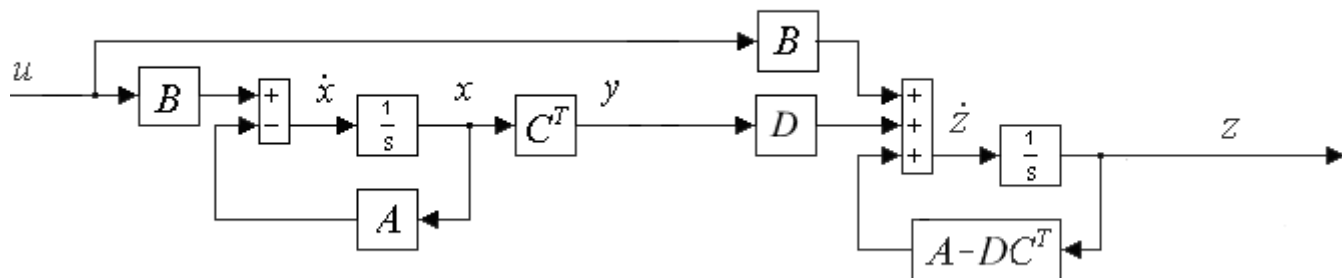 B
u
B
+
−
ẋ
1/s
x
C^T
y
D
+
+
+
ż
1/s
z
A
A-DC^T